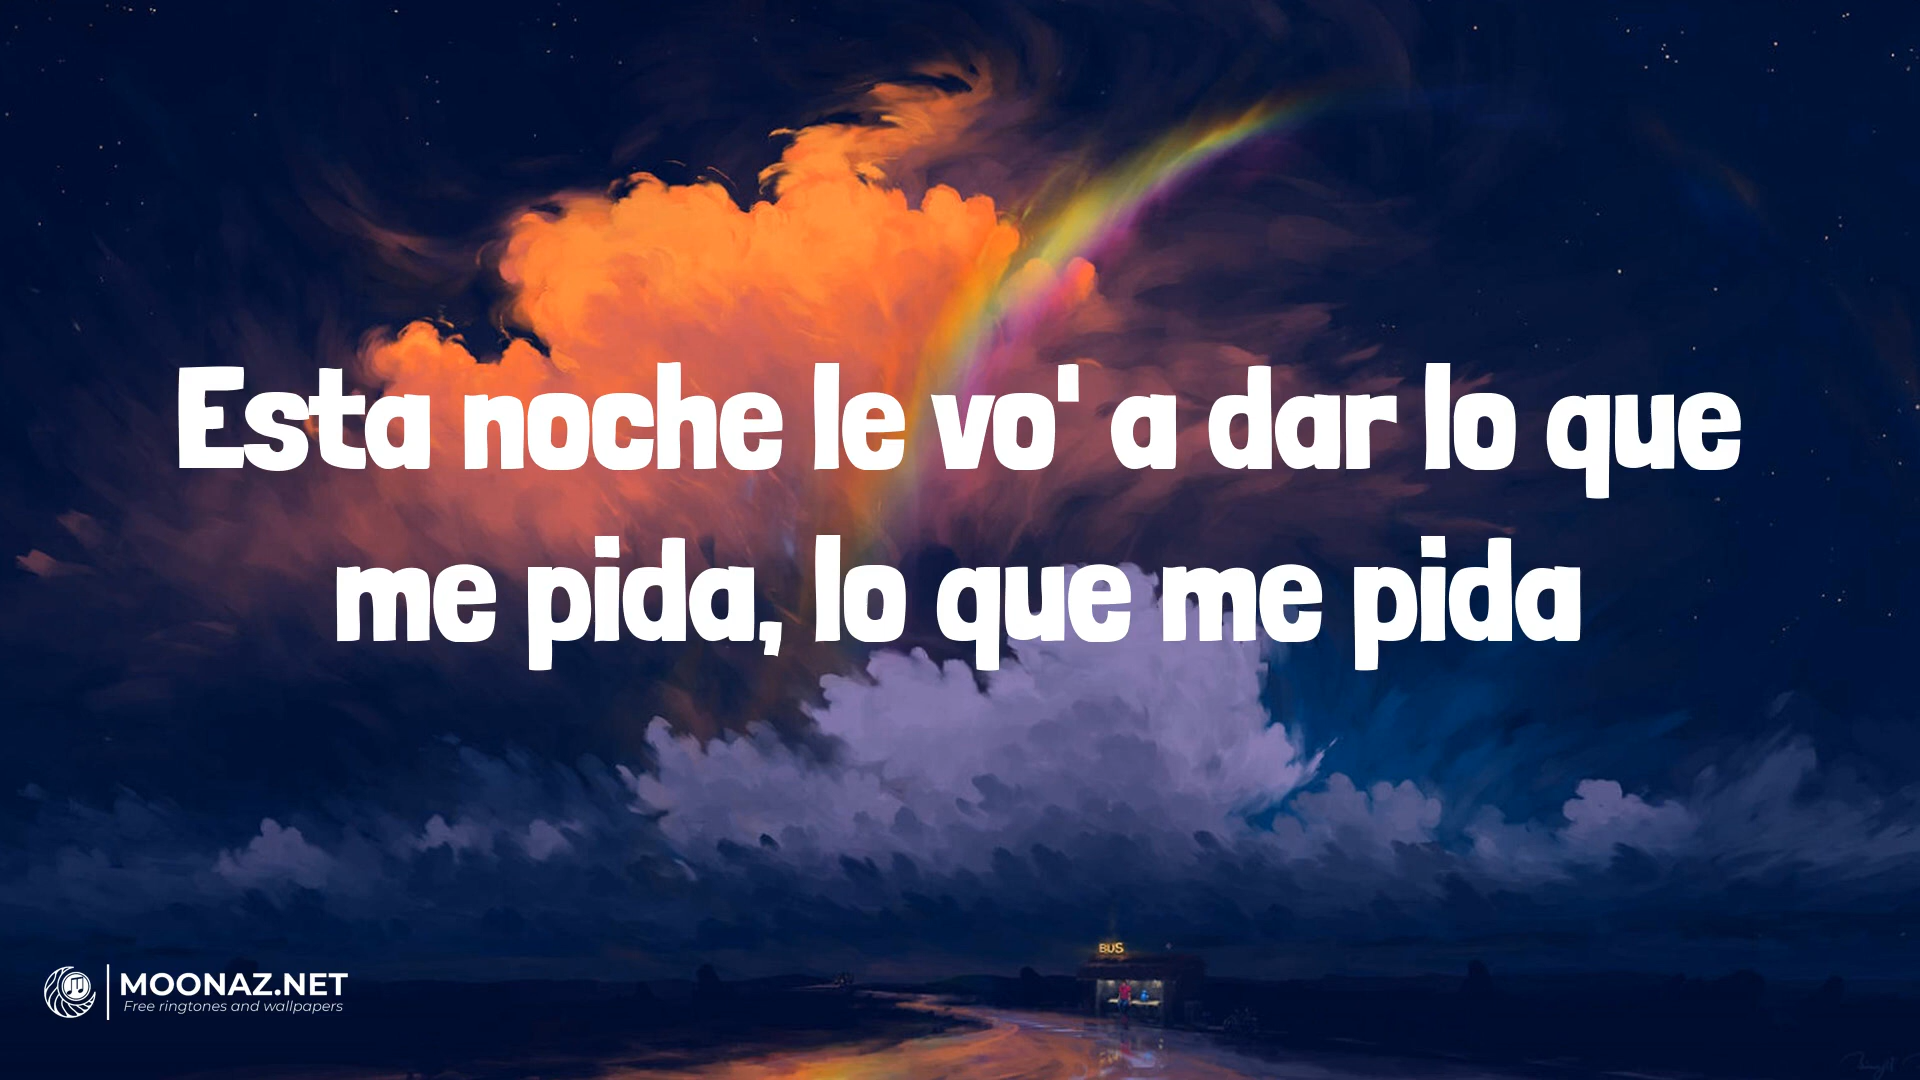 Esta noche le vo' a dar lo que
me pida, lo que me pida
BUS
MOONAZ.NET
Free ringtones and wallpapers